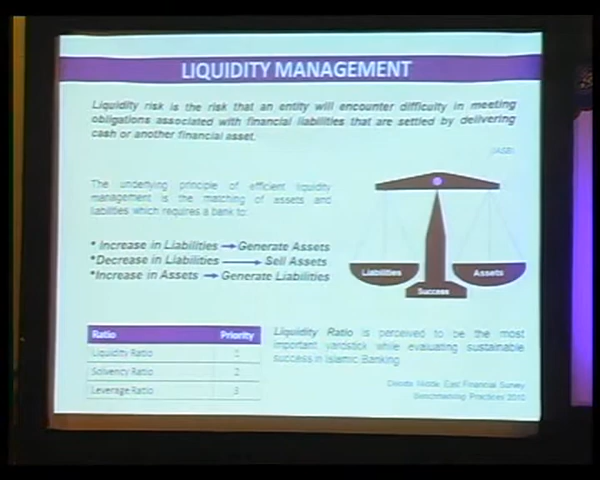 LIQUIDITY MANAGEMENT
Liquidity risk is the risk that an entity will encounter difficulty in meeting
obligations associated with financial liabilities that are settled by delivering
cash or another financial asset.
(IASB)
The underlying principle of efficient liquidity
management is the matching of assets and
liabilities which requires a bank to:
* Increase in Liabilities → Generate Assets
* Decrease in Liabilities → Sell Assets
* Increase in Assets → Generate Liabilities
Liabilities
Assets
Success
Ratio Priority
Liquidity Ratio 1
Solvency Ratio 2
Leverage Ratio 3
Liquidity Ratio is perceived to be the most
important yardstick while evaluating sustainable
success in Islamic Banking
Deloitte Middle East Financial Survey
Benchmarking Practices 2010